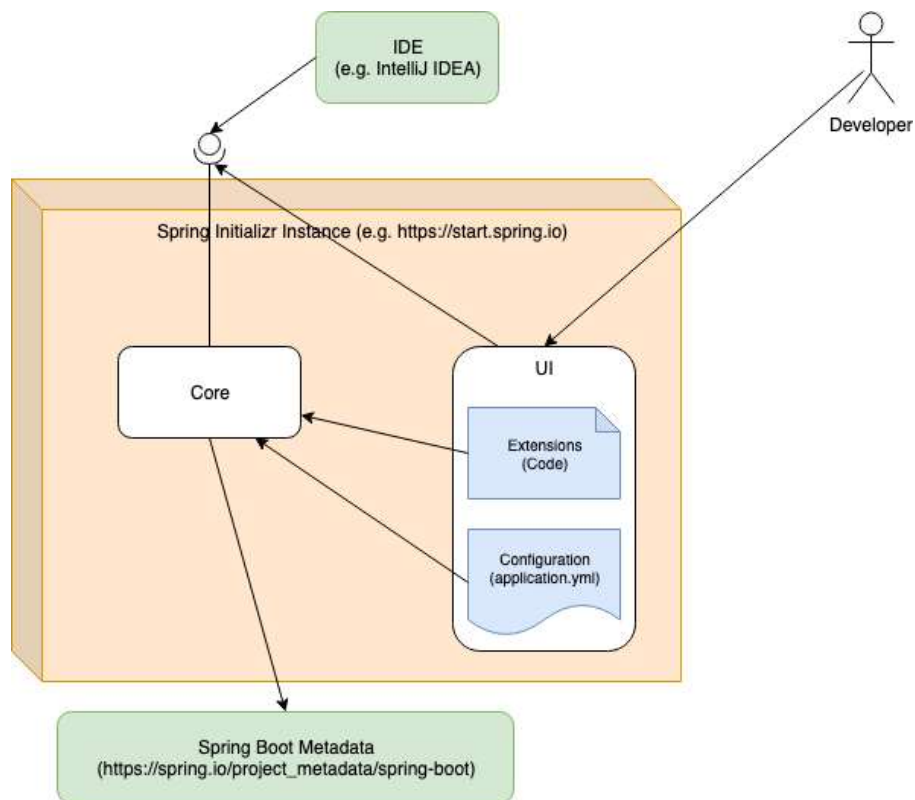 IDE
(e.g. IntelliJ IDEA)
Developer
Spring Initializr Instance (e.g. https://start.spring.io)
UI
Core
Extensions
(Code)
Configuration
(application.yml)
Spring Boot Metadata
(https://spring.io/project_metadata/spring-boot)